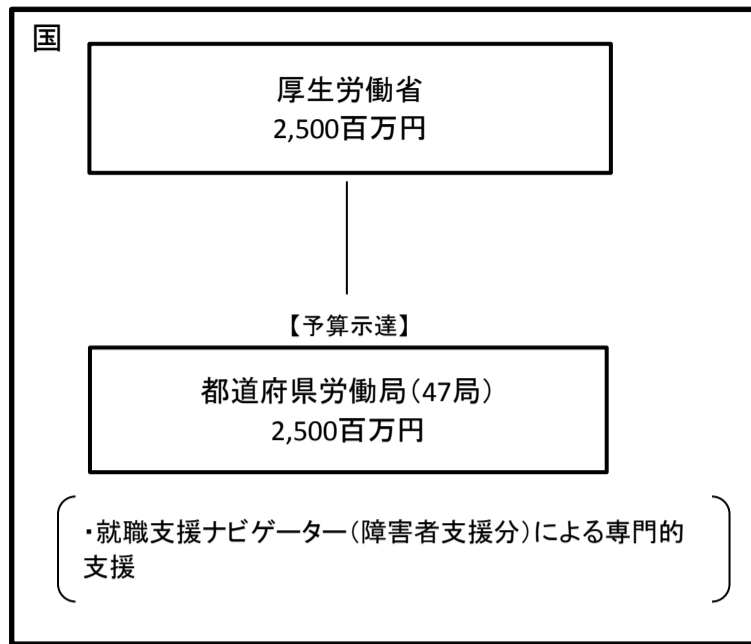 国
厚生労働省
2,500百万円
【予算示達】
都道府県労働局（47局）
2,500百万円
・就職支援ナビゲーター（障害者支援分）による専門的
支援